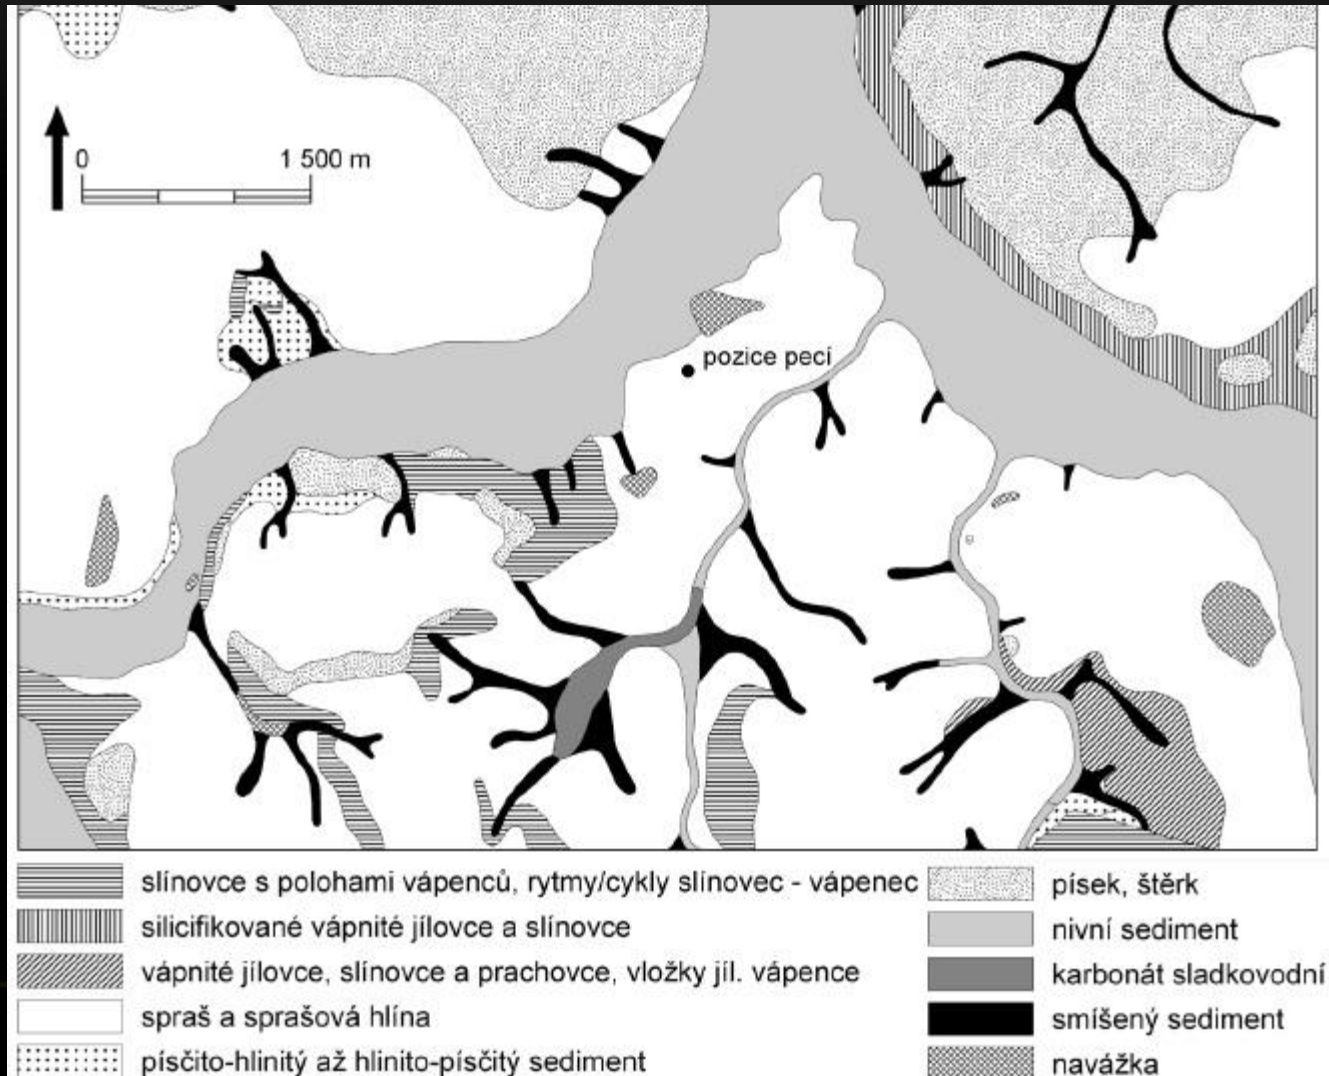 0 1 500 m
pozice pecí
slínovce s polohami vápenců, rytmy/cykly slínovec - vápenec
silicifikované vápnité jílovce a slínovce
vápnité jílovce, slínovce a prachovce, vložky jíl. vápence
spraš a sprašová hlína
písčito-hlinitý až hlinito-písčitý sediment
písek, štěrk
nivní sediment
karbonát sladkovodní
smíšený sediment
navážka